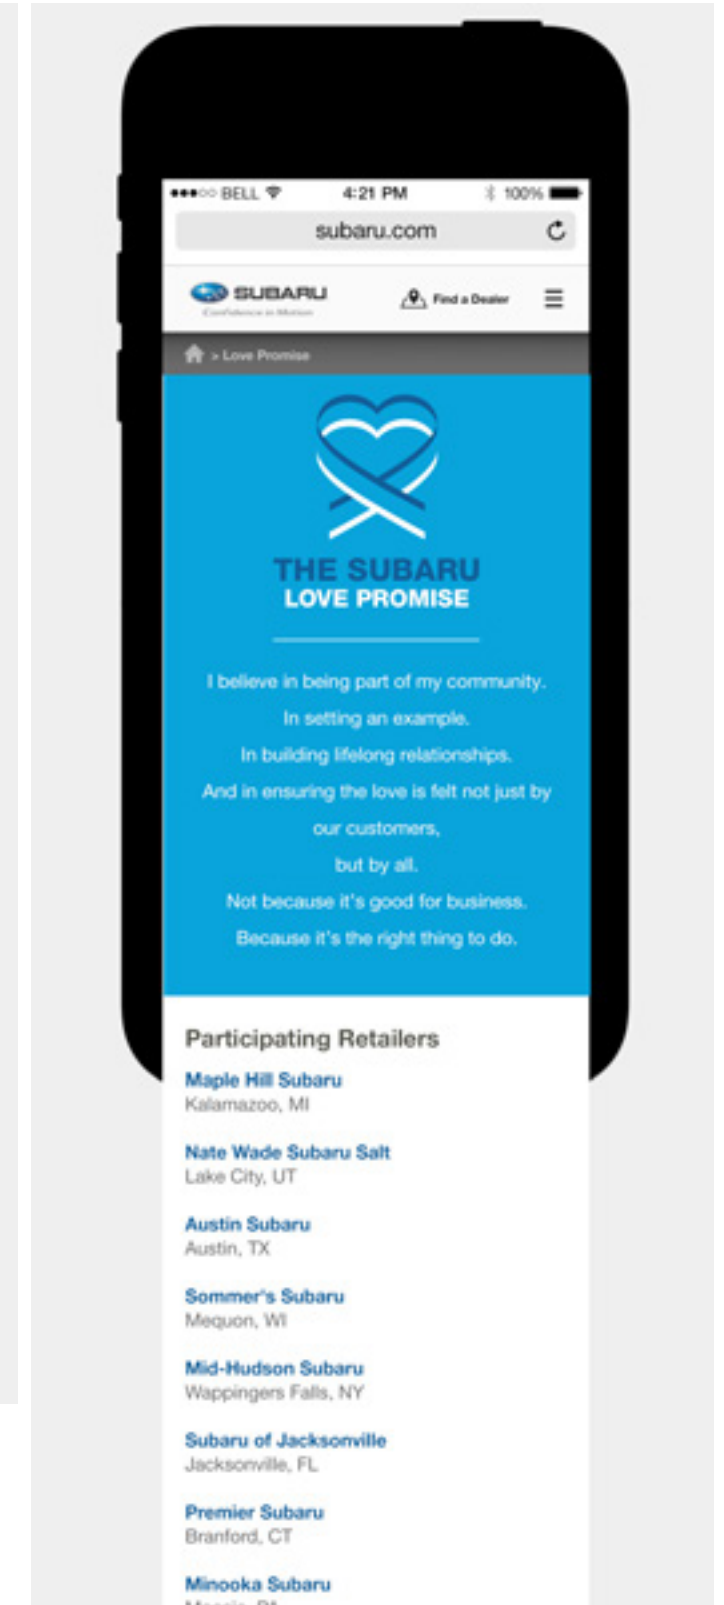 BELL 4:21 PM 100%
subaru.com
SUBARU Find a Dealer
Confidence in Motion
> Love Promise
THE SUBARU
LOVE PROMISE
I believe in being part of my community.
In setting an example.
In building lifelong relationships.
And in ensuring the love is felt not just by
our customers,
but by all.
Not because it's good for business.
Because it's the right thing to do.
Participating Retailers
Maple Hill Subaru
Kalamazoo, MI
Nate Wade Subaru Salt
Lake City, UT
Austin Subaru
Austin, TX
Sommer's Subaru
Mequon, WI
Mid-Hudson Subaru
Wappingers Falls, NY
Subaru of Jacksonville
Jacksonville, FL
Premier Subaru
Branford, CT
Minooka Subaru